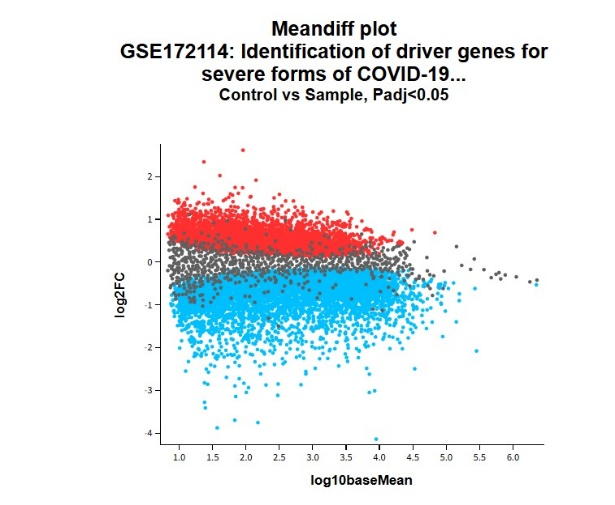 Meandiff plot
GSE172114: Identification of driver genes for
severe forms of COVID-19...
Control vs Sample, Padj<0.05
2
1
0
-1
-2
-3
-4
log2FC
1.0 1.5 2.0 2.5 3.0 3.5 4.0 4.5 5.0 5.5 6.0
log10baseMean